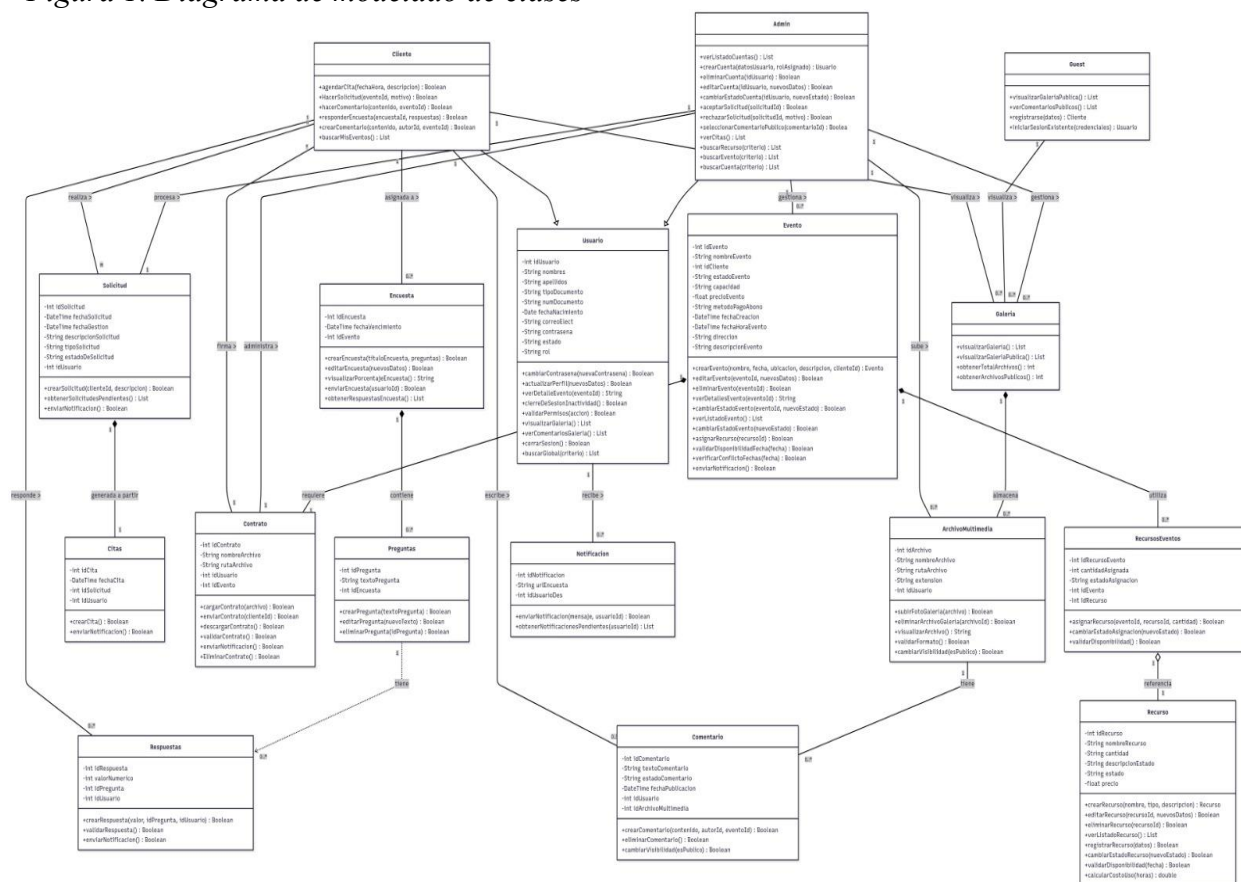 Figura 1. Diagrama de modelado de clases
Cliente
+agendarCita(fechaHora, descripcion) : Boolean
+HacerSolicitud(eventoId, motivo) : Boolean
+hacerComentario(contenido, eventoId) : Boolean
+responderEncuesta(encuestaId, respuestas) : Boolean
+crearComentario(contenido, autorId, eventoId) : Boolean
+buscarMisEventos() : List
Admin
+verListadoCuentas() : List
+crearCuenta(datosUsuario, rolAsignado) : Usuario
+eliminarCuenta(idUsuario) : Boolean
+editarCuenta(idUsuario, nuevosDatos) : Boolean
+cambiarEstadoCuenta(idUsuario, nuevoEstado) : Boolean
+aceptarSolicitud(solicitudId) : Boolean
+rechazarSolicitud(solicitudId, motivo) : Boolean
+seleccionarComentarioPublico(comentarioId) : Boolea
+verCitas() : List
+buscarRecurso(criterio) : List
+buscarEvento(criterio) : List
+buscarCuenta(criterio) : List
Guest
+visualizarGaleriaPublica() : List
+verComentariosPublicos() : List
+registrarse(datos) : Cliente
+iniciarSesionExistente(credenciales) : Usuario
realiza >
procesa >
asignada a >
gestiona >
visualiza >
visualiza >
gestiona >
Solicitud
-int idSolicitud
-DateTime fechaSolicitud
-DateTime fechaGestion
-String descripcionSolicitud
-String tipoSolicitud
-String estadoDeSolicitud
-int idUsuario
+crearSolicitud(clienteId, descripcion) : Boolean
+obtenerSolicitudesPendientes() : List
+enviarNotificacion() : Boolean
firma >
administra >
Encuesta
-int idEncuesta
-DateTime fechaVencimiento
-int idEvento
+crearEncuesta(tituloEncuesta, preguntas) : Boolean
+editarEncuesta(nuevosDatos) : Boolean
+visualizarPorcentajeEncuesta() : String
+enviarEncuesta(usuarioId) : Boolean
+obtenerRespuestasEncuesta() : List
Usuario
-int idUsuario
-String nombres
-String apellidos
-String tipoDocumento
-String numDocumento
-Date fechaNacimiento
-String correoElect
-String contrasena
-String estado
-String rol
+cambiarContrasena(nuevaContrasena) : Boolean
+actualizarPerfil(nuevosDatos) : Boolean
+verDetalleEvento(eventoId) : String
+cierreDeSesionInactividad() : Boolean
+validarPermisos(accion) : Boolean
+visualizarGaleria() : List
+verComentariosGaleria() : List
+cerrarSesion() : Boolean
+buscarGlobal(criterio) : List
Evento
-int idEvento
-String nombreEvento
-int idCliente
-String estadoEvento
-String capacidad
-float precioEvento
-String metodoPagoAbono
-DateTime fechaCreacion
-DateTime fechaHoraEvento
-String direccion
-String descripcionEvento
+crearEvento(nombre, fecha, ubicacion, descripcion, clienteId) : Evento
+editarEvento(eventoId, nuevosDatos) : Boolean
+eliminarEvento(eventoId) : Boolean
+verDetallesEvento(eventoId) : String
+cambiarEstadoEvento(eventoId, nuevoEstado) : Boolean
+verListadoEvento() : List
+cambiarEstadoEvento(nuevoEstado) : Boolean
+asignarRecurso(recursoId) : Boolean
+validarDisponibilidadFecha(fecha) : Boolean
+verificarConflictoFechas(fecha) : Boolean
+enviarNotificacion() : Boolean
sube >
Galeria
+visualizarGaleria() : List
+visualizarGaleriaPublica() : List
+obtenerTotalArchivos() : Int
+obtenerArchivosPublicos() : Int
responde >
generada a partir
requiere
contiene
escribe >
recibe >
almacena
utiliza
Citas
-int idCita
-DateTime fechaCita
-int idSolicitud
-int idUsuario
+crearCita() : Boolean
+enviarNotificacion() : Boolean
Contrato
-int idContrato
-String nombreArchivo
-String rutaArchivo
-int idUsuario
-int idEvento
+cargarContrato(archivo) : Boolean
+enviarContrato(clienteId) : Boolean
+descargarContrato() : Boolean
+validarContrato() : Boolean
+enviarNotificacion() : Boolean
+EliminarContrato() : Boolean
Preguntas
-int idPregunta
-String textoPregunta
-int idEncuesta
+crearPregunta(textoPregunta) : Boolean
+editarPregunta(nuevoTexto) : Boolean
+eliminarPregunta(idPregunta) : Boolean
Notificacion
-int idNotificacion
-String urlEncuesta
-int idUsuarioDes
+enviarNotificacion(mensaje, usuarioId) : Boolean
+obtenerNotificacionesPendientes(usuarioId) : List
ArchivoMultimedia
-int idArchivo
-String nombreArchivo
-String rutaArchivo
-String extension
-int idUsuario
+subirFotoGaleria(archivo) : Boolean
+eliminarArchivoGaleria(archivoId) : Boolean
+visualizarArchivo() : String
+validarFormato() : Boolean
+cambiarVisibilidad(esPublico) : Boolean
RecursosEventos
-int idRecursoEvento
-int cantidadAsignada
-String estadoAsignacion
-int idEvento
-int idRecurso
+asignarRecurso(eventoId, recursoId, cantidad) : Boolean
+cambiarEstadoAsignacion(nuevoEstado) : Boolean
+validarDisponibilidad() : Boolean
tiene
tiene
referencia
Respuestas
-int idRespuesta
-int valorNumerico
-int idPregunta
-int idUsuario
+crearRespuesta(valor, idPregunta, idUsuario) : Boolean
+validarRespuesta() : Boolean
+enviarNotificacion() : Boolean
Comentario
-int idComentario
-String textoComentario
-String estadoComentario
-DateTime fechaPublicacion
-int idUsuario
-int idArchivoMultimedia
+crearComentario(contenido, autorId, eventoId) : Boolean
+eliminarComentario() : Boolean
+cambiarVisibilidad(esPublico) : Boolean
Recurso
-int idRecurso
-String nombreRecurso
-String cantidad
-String descripcionEstado
-String estado
-float precio
+crearRecurso(nombre, tipo, descripcion) : Recurso
+editarRecurso(recursoId, nuevosDatos) : Boolean
+eliminarRecurso(recursoId) : Boolean
+verListadoRecurso() : List
+registrarRecurso(datos) : Boolean
+cambiarEstadoRecurso(nuevoEstado) : Boolean
+validarDisponibilidad(fecha) : Boolean
+calcularCostoUso(horas) : double